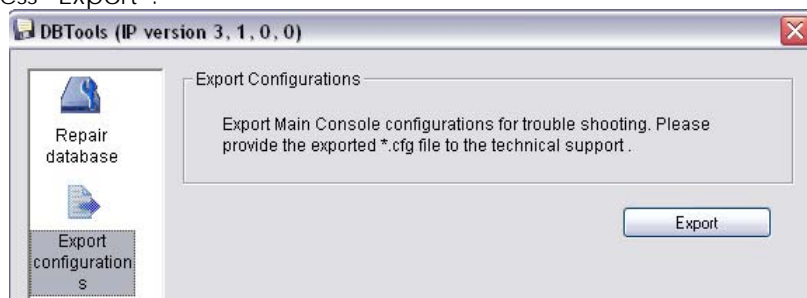 "Export".
DBTools (IP version 3, 1, 0, 0)
Repair
database
Export
configuration
s
Export Configurations
Export Main Console configurations for trouble shooting. Please
provide the exported *.cfg file to the technical support .
Export